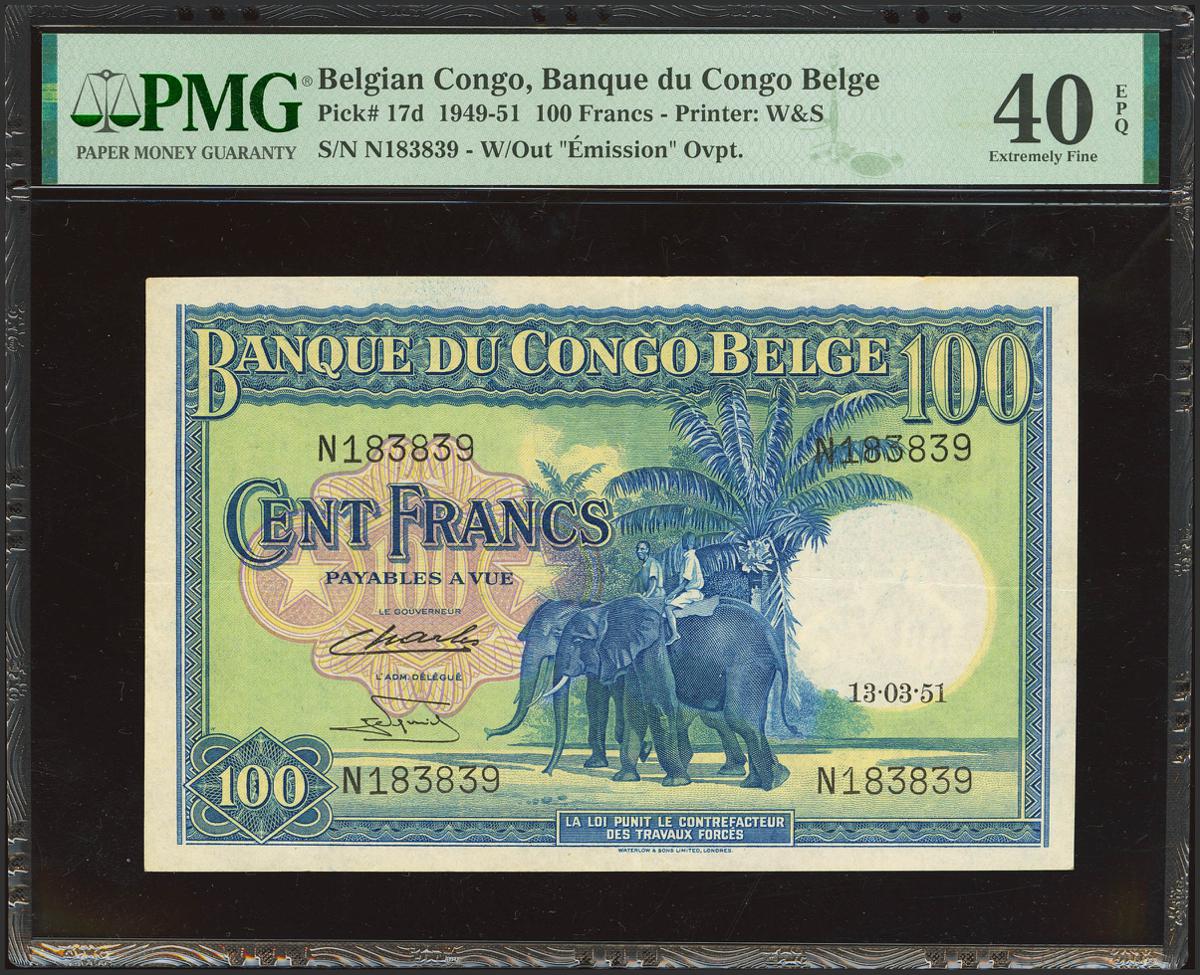 PMG®
PAPER MONEY GUARANTY
Belgian Congo, Banque du Congo Belge
Pick# 17d 1949-51 100 Francs - Printer: W&S
S/N N183839 - W/Out "Émission" Ovpt.
40
Extremely Fine
EPQ
BANQUE DU CONGO BELGE 100
N183839 N183839
CENT FRANCS
PAYABLES A VUE
100
LE GOUVERNEUR
Charles
L'ADM. DÉLÉGUÉ
13·03·51
100
N183839 N183839
LA LOI PUNIT LE CONTREFACTEUR
DES TRAVAUX FORCÉS
WATERLOW & SONS LIMITED, LONDRES.